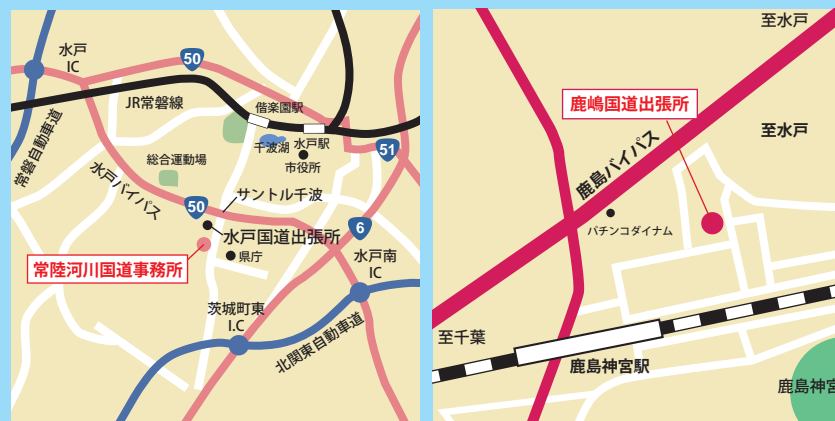 水戸
IC
50
JR常磐線
偕楽園駅
常磐自動車道
千波湖
水戸駅
51
市役所
総合運動場
水戸バイパス
50
サントル千波
6
水戸国道出張所
県庁
水戸南
IC
常陸河川国道事務所
茨城町東
I.C
北関東自動車道
至水戸
鹿嶋国道出張所
至水戸
鹿島バイパス
パチンコダイナム
至千葉
鹿島神宮駅
鹿島神宮